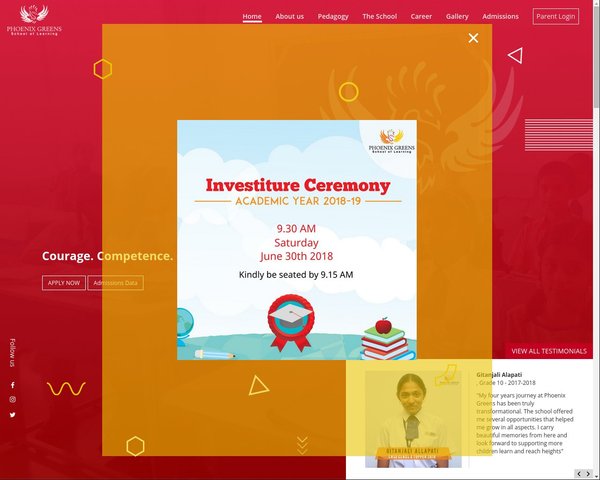 PHOENIX GREENS
School of Learning
Home About us Pedagogy The School Career Gallery Admissions Parent Login
PHOENIX GREENS
School of Learning
Investiture Ceremony
ACADEMIC YEAR 2018-19
9.30 AM
Saturday
June 30th 2018
Kindly be seated by 9.15 AM
Courage. Competence.
APPLY NOW Admissions Data
Follow us
VIEW ALL TESTIMONIALS
Gitanjali Alapati
, Grade 10 - 2017-2018
"My four years journey at Phoenix
Greens has been truly
transformational. The school offered
me several opportunities that helped
me grow in all aspects. I carry
beautiful memories from here and
look forward to supporting more
children learn and reach heights"
GITANJALI ALLAPATI